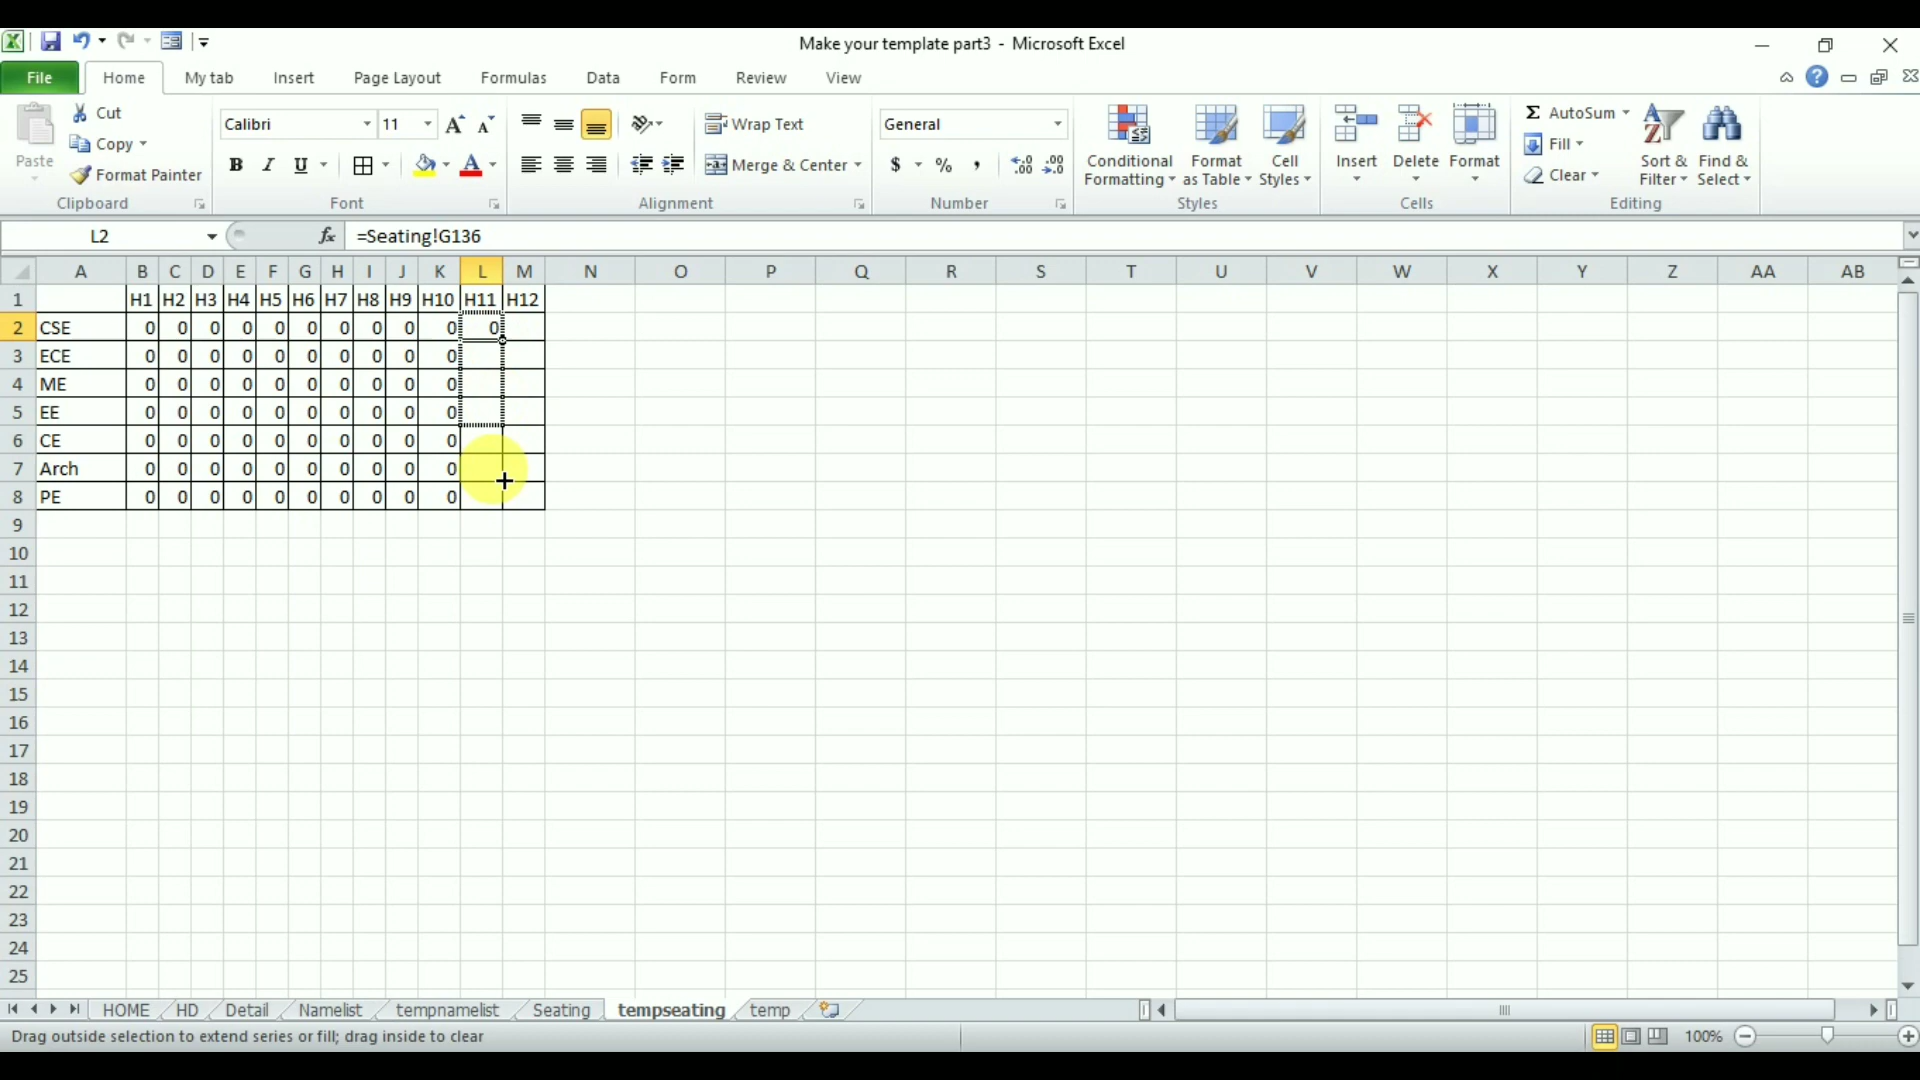 Make your template part3 - Microsoft Excel
File Home My tab Insert Page Layout Formulas Data Form Review View
Paste
Cut
Copy
Format Painter
Clipboard
Calibri 11
B I U
Font
Wrap Text
Merge & Center
Alignment
General
$ % ,
Number
Conditional Formatting
Format as Table
Cell Styles
Styles
Insert Delete Format
Cells
Σ AutoSum
Fill
Clear
Sort & Filter
Find & Select
Editing
L2 fx =Seating!G136
A B C D E F G H I J K L M N O P Q R S T U V W X Y Z AA AB
1 H1 H2 H3 H4 H5 H6 H7 H8 H9 H10 H11 H12
2 CSE 0 0 0 0 0 0 0 0 0 0 0
3 ECE 0 0 0 0 0 0 0 0 0 0
4 ME 0 0 0 0 0 0 0 0 0 0
5 EE 0 0 0 0 0 0 0 0 0 0
6 CE 0 0 0 0 0 0 0 0 0 0
7 Arch 0 0 0 0 0 0 0 0 0 0
8 PE 0 0 0 0 0 0 0 0 0 0
9
10
11
12
13
14
15
16
17
18
19
20
21
22
23
24
25
HOME HD Detail Namelist tempnamelist Seating tempseating temp
Drag outside selection to extend series or fill; drag inside to clear 100%